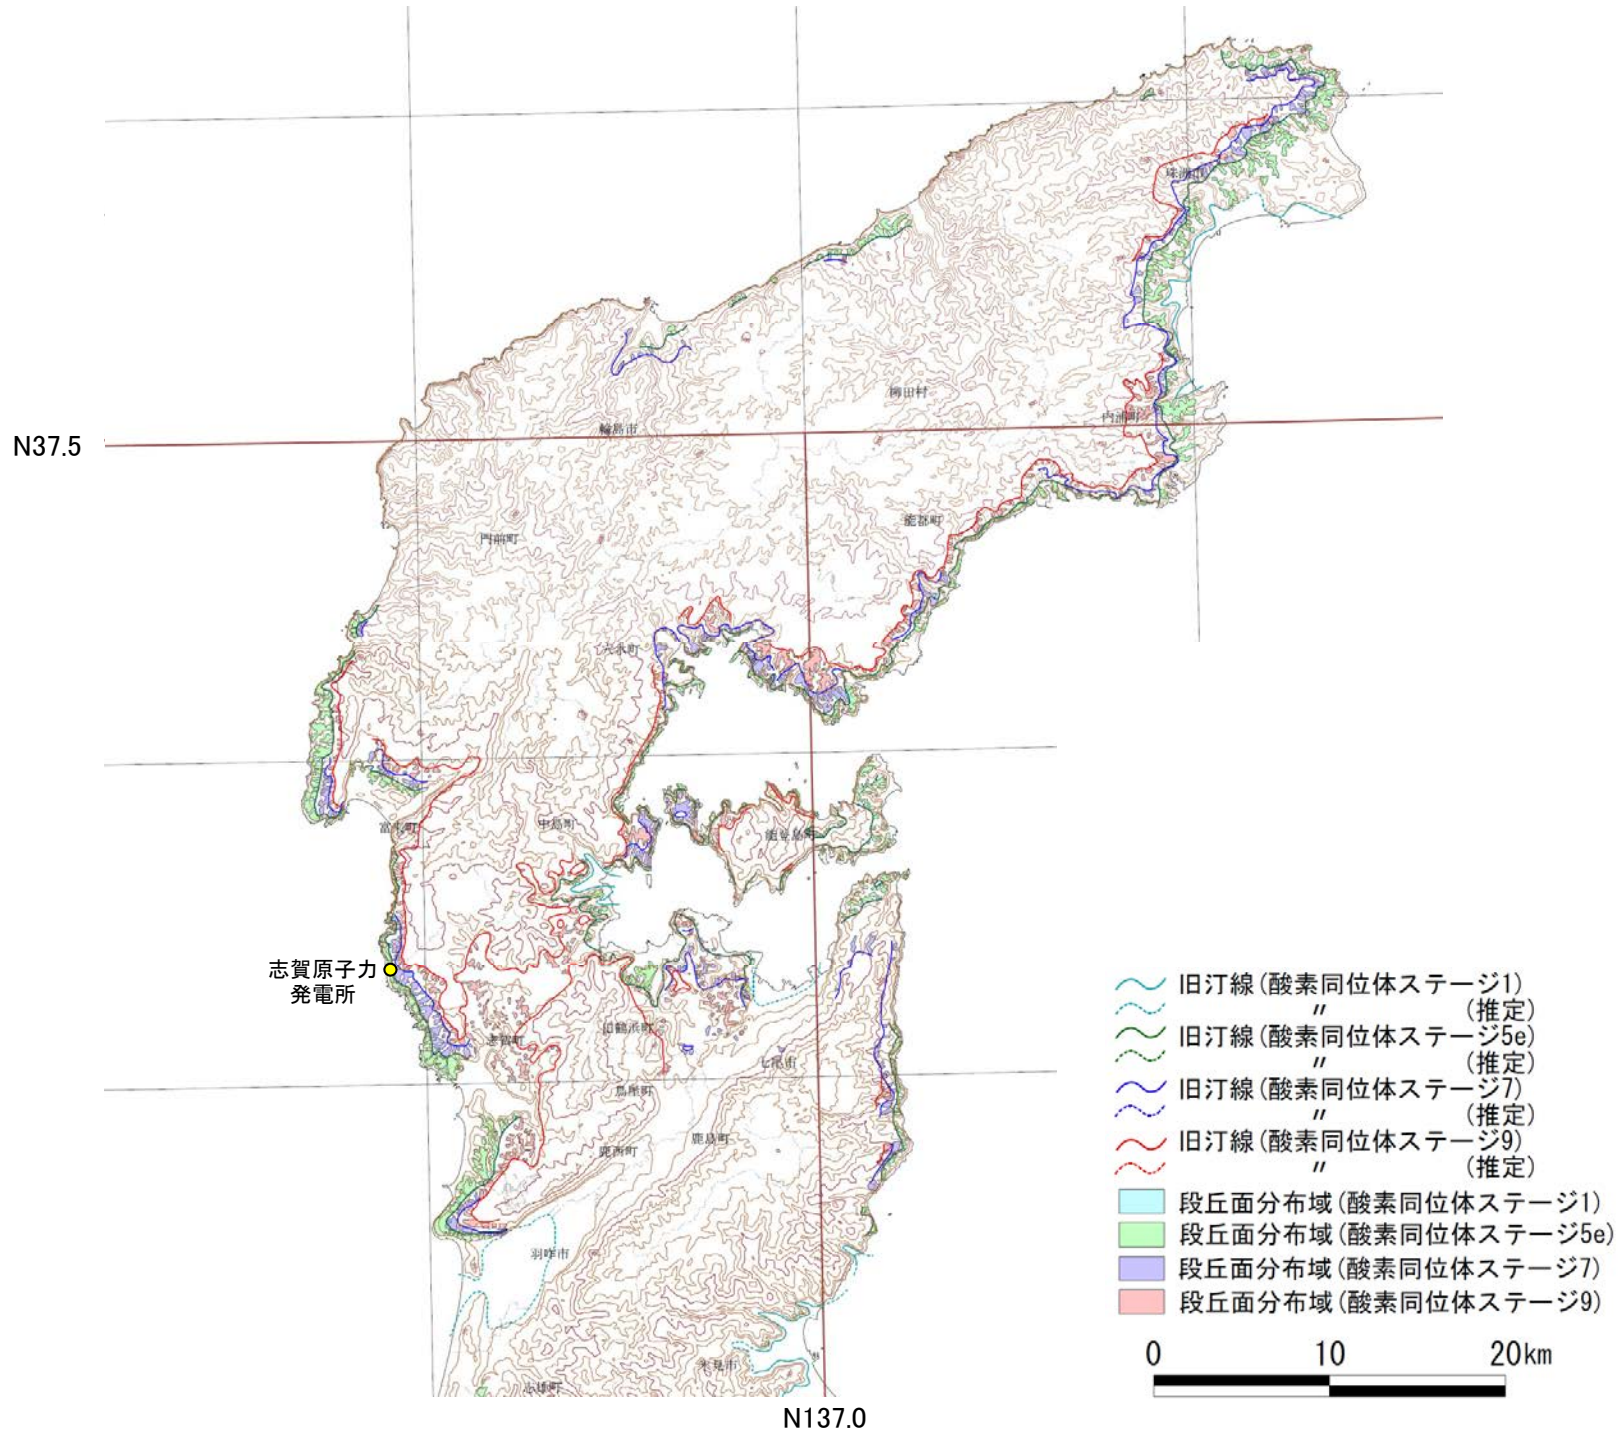 珠洲市
柳田村
内浦町
輪島市
N37.5
能都町
門前町
穴水町
富来町
中島町
能登島町
志賀原子力
発電所
田鶴浜町
志賀町
七尾市
鳥屋町
鹿島町
鹿西町
羽咋市
氷見市
志雄町
N137.0
旧汀線(酸素同位体ステージ1)
〃 (推定)
旧汀線(酸素同位体ステージ5e)
〃 (推定)
旧汀線(酸素同位体ステージ7)
〃 (推定)
旧汀線(酸素同位体ステージ9)
〃 (推定)
段丘面分布域(酸素同位体ステージ1)
段丘面分布域(酸素同位体ステージ5e)
段丘面分布域(酸素同位体ステージ7)
段丘面分布域(酸素同位体ステージ9)
0 10 20km